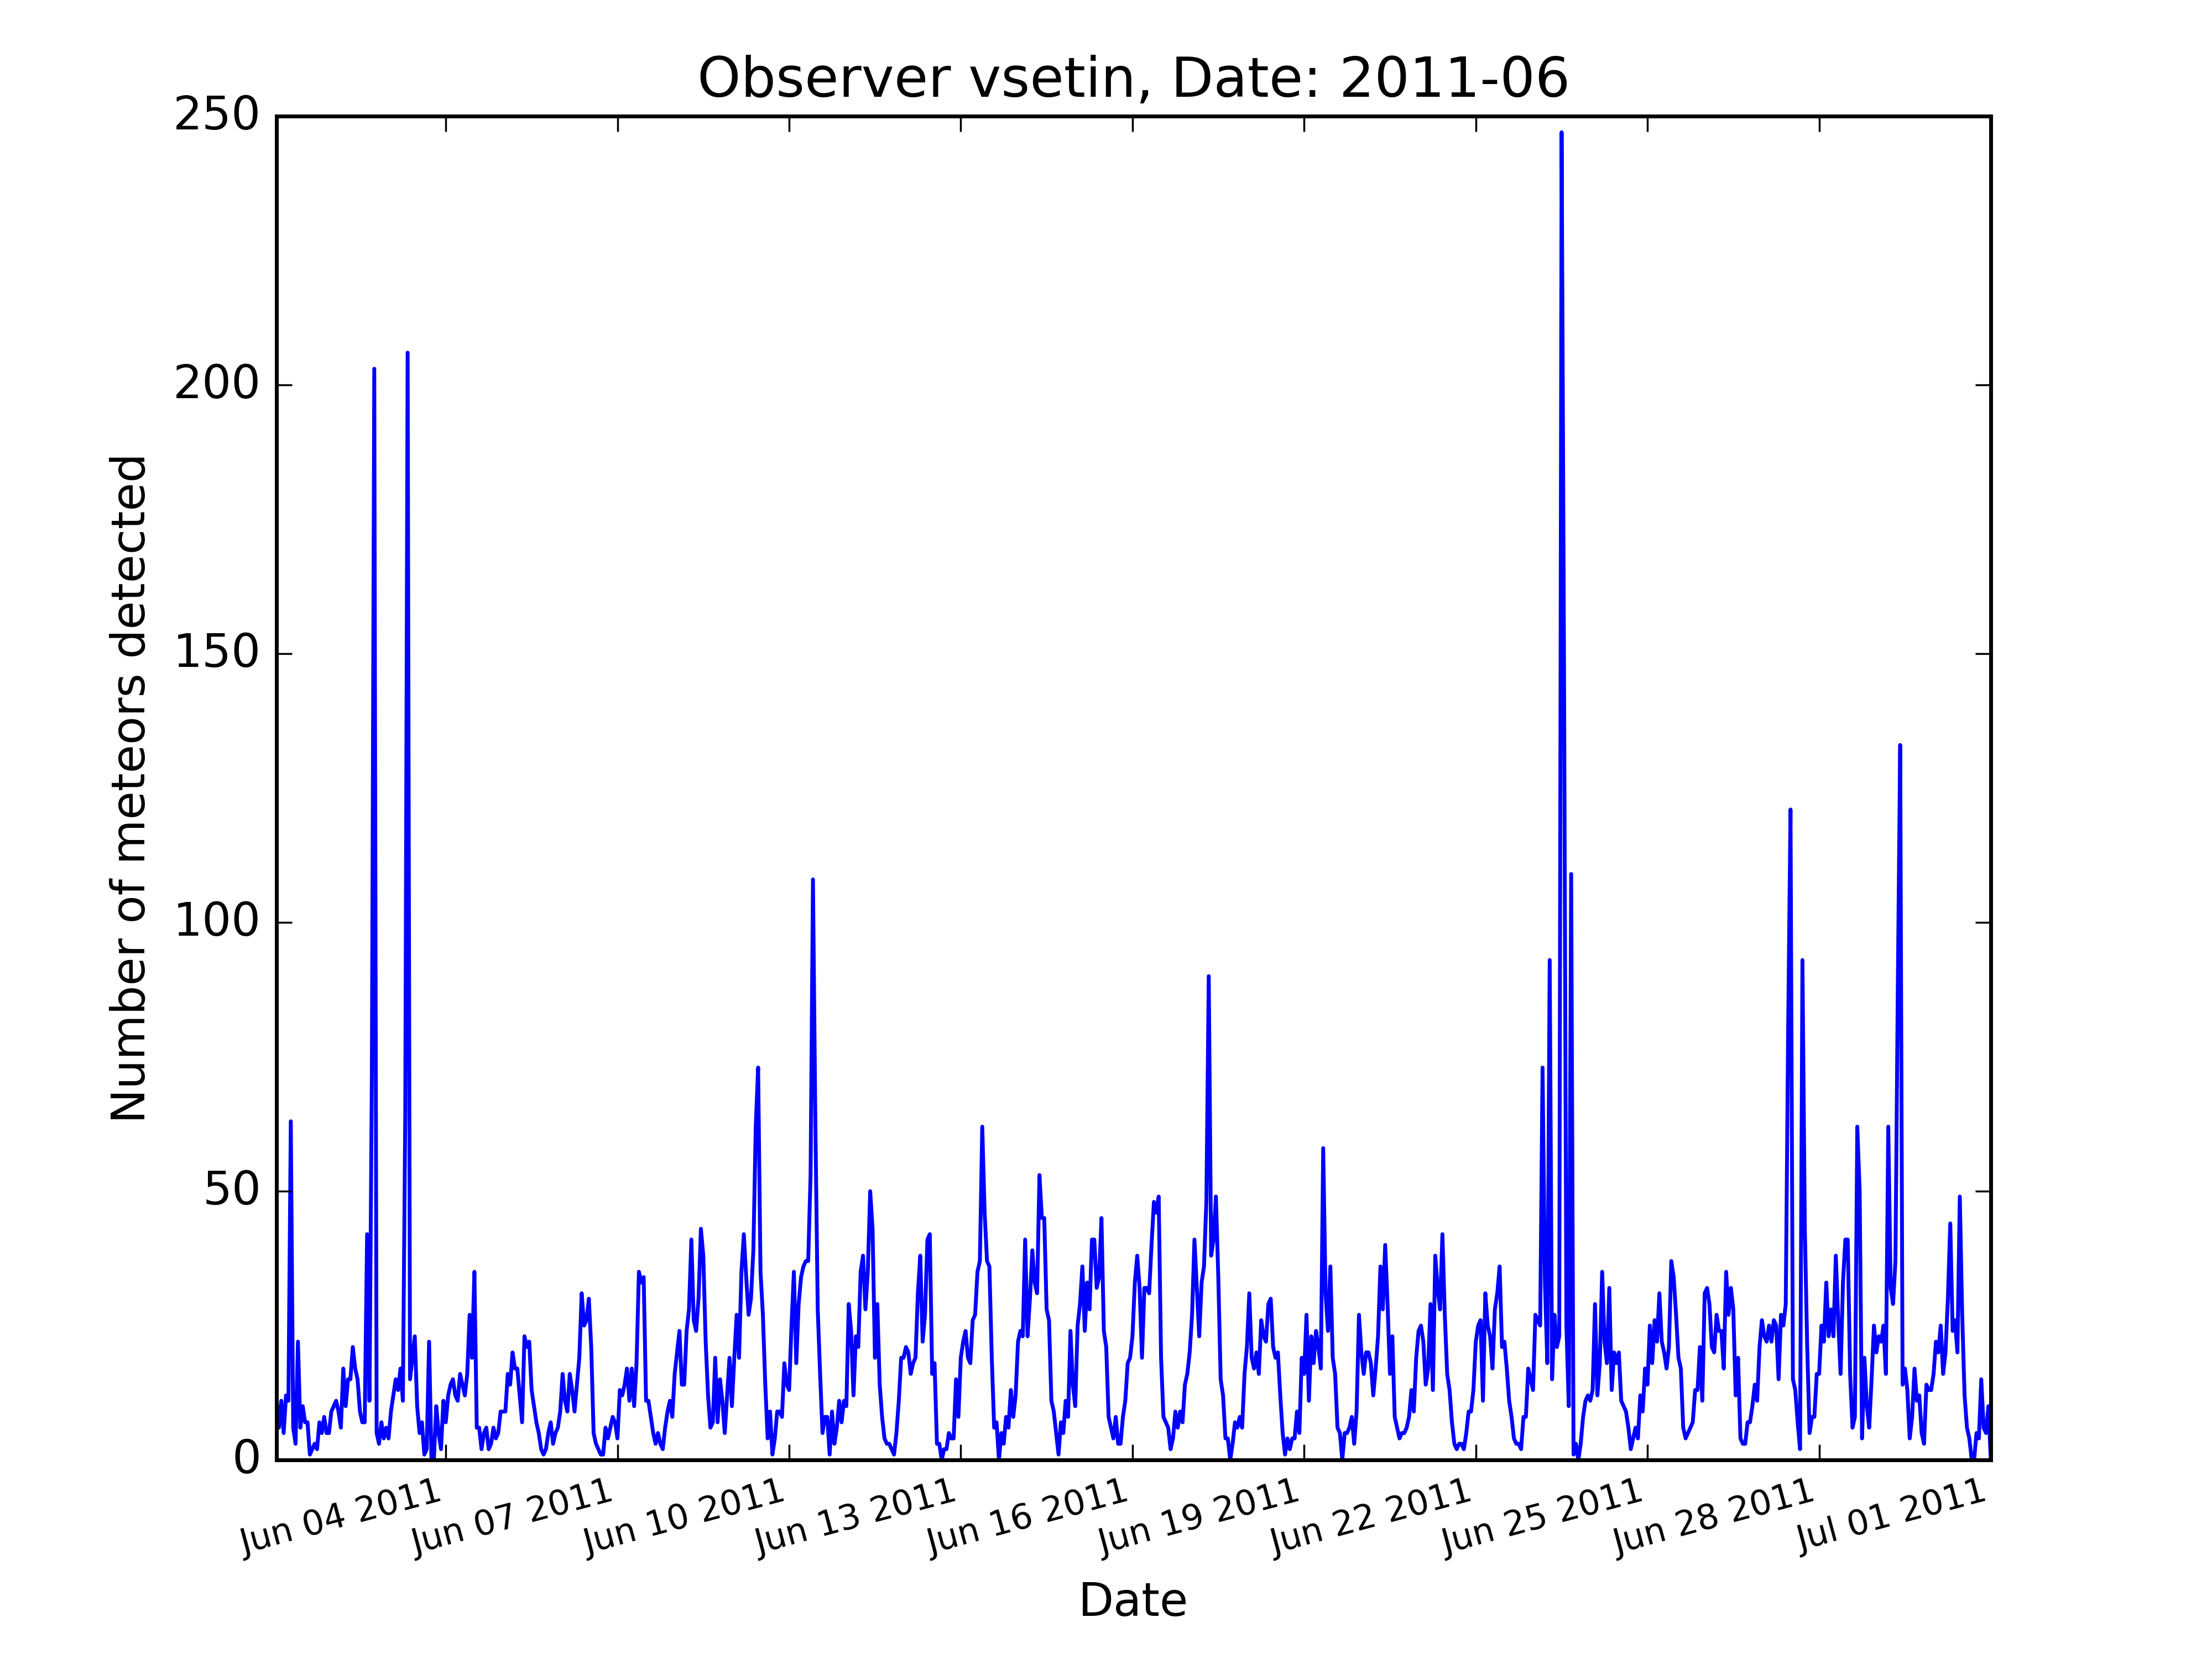 Observer vsetin, Date: 2011-06
250
200
150
100
50
0
Number of meteors detected
Jun 04 2011
Jun 07 2011
Jun 10 2011
Jun 13 2011
Jun 16 2011
Jun 19 2011
Jun 22 2011
Jun 25 2011
Jun 28 2011
Jul 01 2011
Date